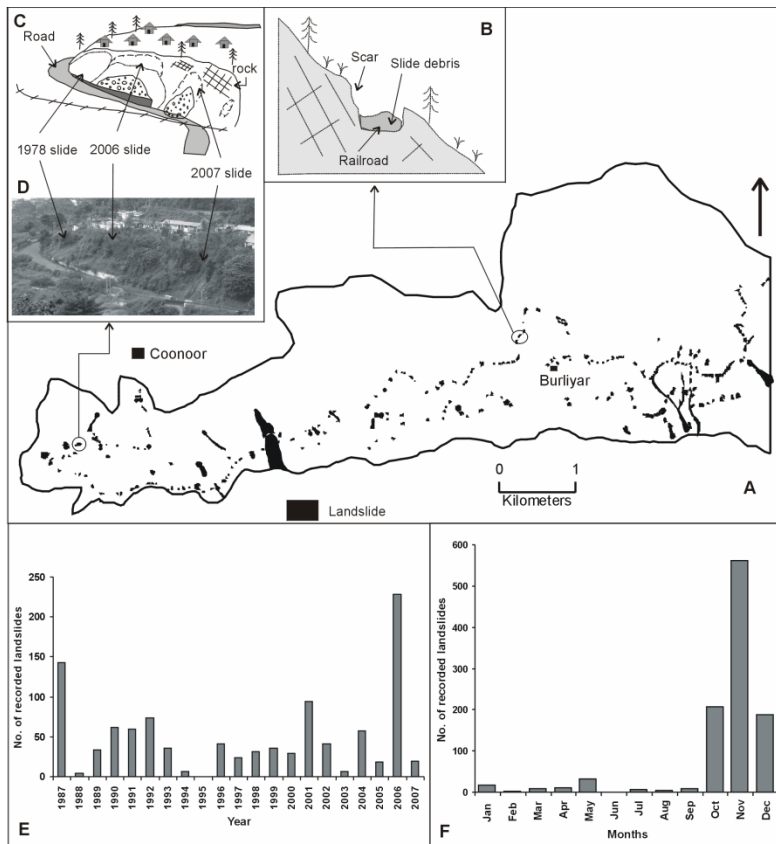 C
Road
rock
1978 slide
2006 slide
2007 slide
D
B
Scar
Slide debris
Railroad
Coonoor
Burliyar
0 1
Kilometers
A
Landslide
No. of recorded landslides
250
200
150
100
50
0
1987 1988 1989 1990 1991 1992 1993 1994 1995 1996 1997 1998 1999 2000 2001 2002 2003 2004 2005 2006 2007
Year
E
No. of recorded landslides
600
500
400
300
200
100
0
Jan Feb Mar Apr May Jun Jul Aug Sep Oct Nov Dec
Months
F